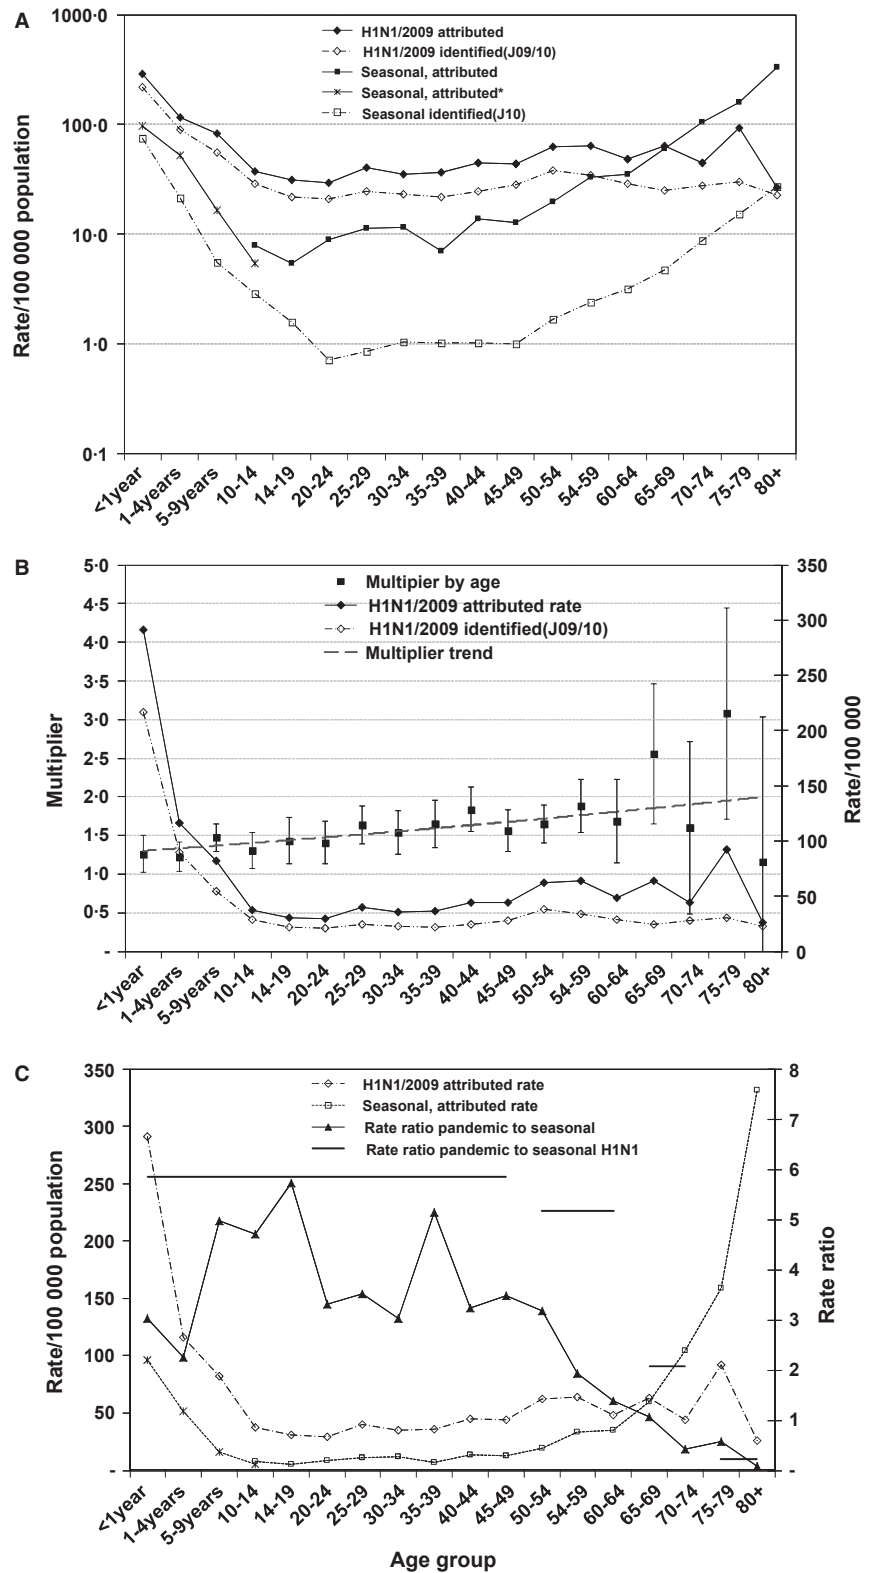 A
1000·0
100·0
10·0
1·0
0·1
Rate/100 000 population
H1N1/2009 attributed
H1N1/2009 identified(J09/10)
Seasonal, attributed
Seasonal, attributed*
Seasonal identified(J10)
<1year
1-4years
5-9years
10-14
14-19
20-24
25-29
30-34
35-39
40-44
45-49
50-54
54-59
60-64
65-69
70-74
75-79
80+
B
5·0
4·5
4·0
3·5
3·0
2·5
2·0
1·5
1·0
0·5
-
Multiplier
Multipier by age
H1N1/2009 attributed rate
H1N1/2009 identified(J09/10)
Multiplier trend
350
300
250
200
150
100
50
0
Rate/100 000
<1year
1-4years
5-9years
10-14
14-19
20-24
25-29
30-34
35-39
40-44
45-49
50-54
54-59
60-64
65-69
70-74
75-79
80+
C
350
300
250
200
150
100
50
-
Rate/100 000 population
H1N1/2009 attributed rate
Seasonal, attributed rate
Rate ratio pandemic to seasonal
Rate ratio pandemic to seasonal H1N1
8
7
6
5
4
3
2
1
-
Rate ratio
<1year
1-4years
5-9years
10-14
14-19
20-24
25-29
30-34
35-39
40-44
45-49
50-54
54-59
60-64
65-69
70-74
75-79
80+
Age group